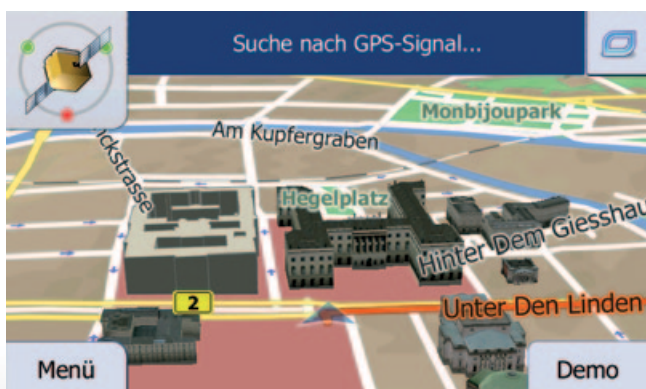 Suche nach GPS-Signal...
Monbijoupark
Am Kupfergraben
Hegelplatz
Hinter Dem Giesshau
2
Unter Den Linden
Menü
Demo